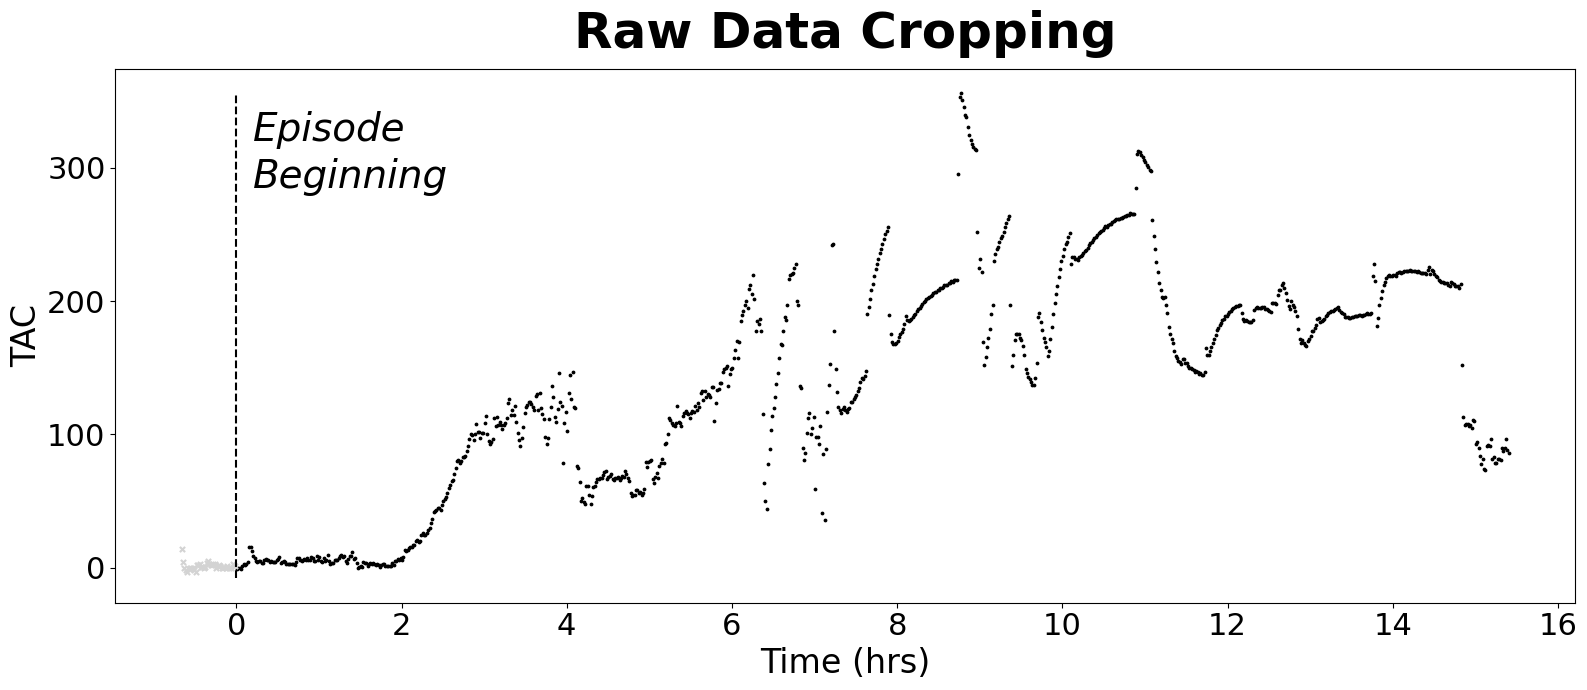 Raw Data Cropping
Episode
Beginning
TAC
300
200
100
0
0 2 4 6 8 10 12 14 16
Time (hrs)